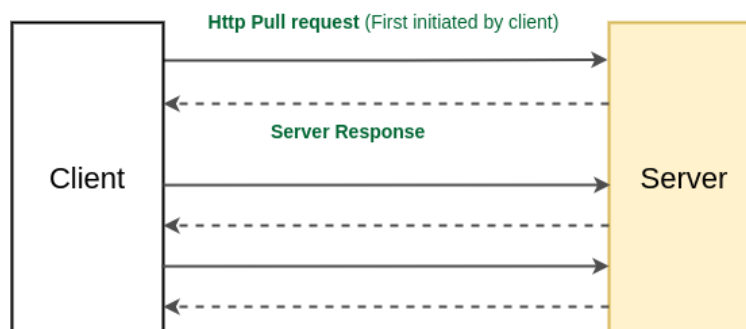 Http Pull request (First initiated by client)
Server Response
Client
Server